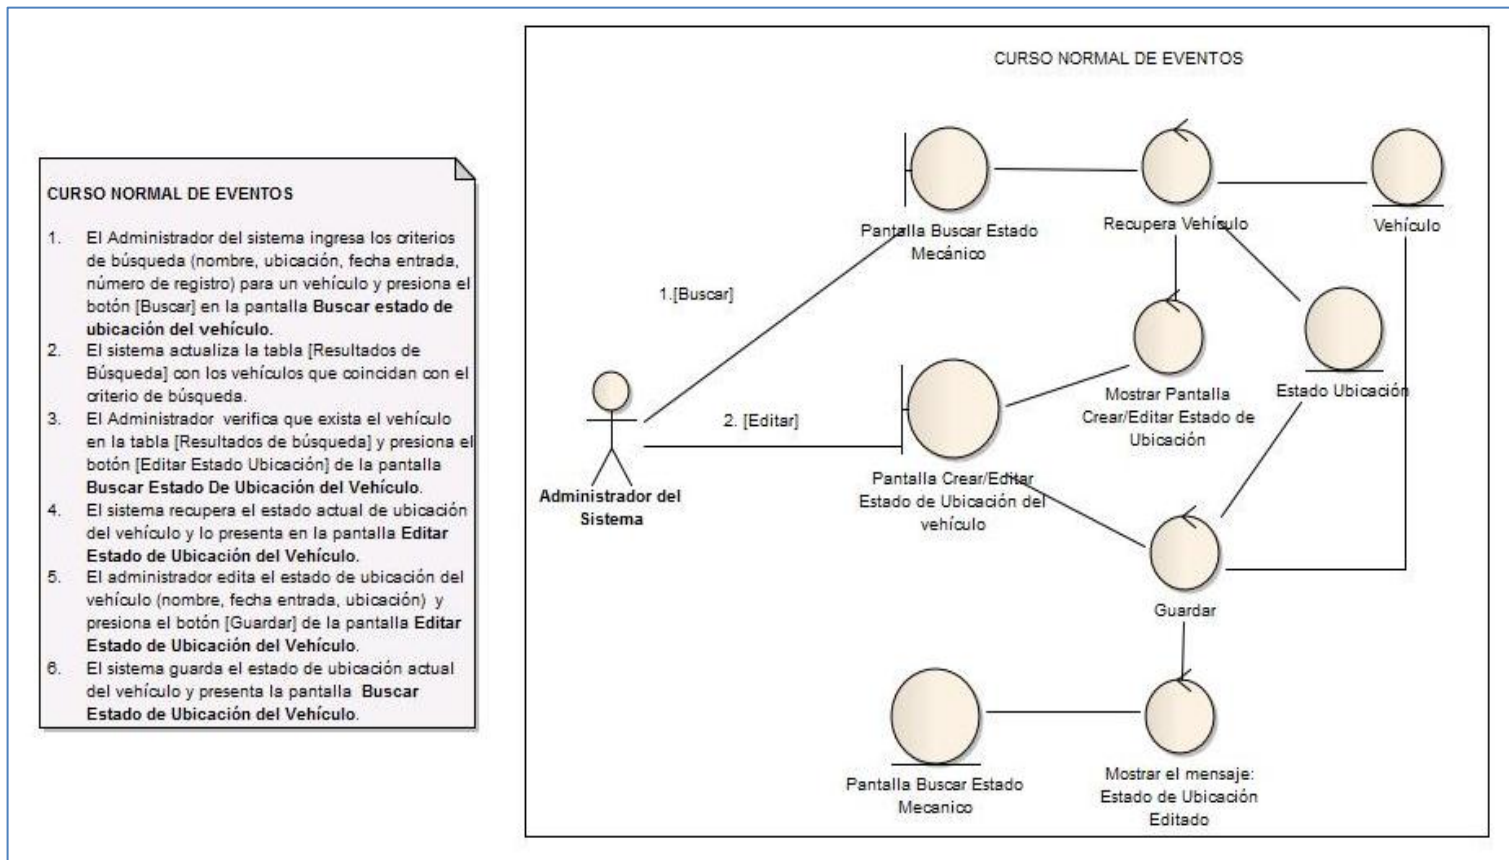 CURSO NORMAL DE EVENTOS
1. El Administrador del sistema ingresa los criterios
de búsqueda (nombre, ubicación, fecha entrada,
número de registro) para un vehículo y presiona el
botón [Buscar] en la pantalla Buscar estado de
ubicación del vehículo.
2. El sistema actualiza la tabla [Resultados de
Búsqueda] con los vehículos que coincidan con el
criterio de búsqueda.
3. El Administrador verifica que exista el vehículo
en la tabla [Resultados de búsqueda] y presiona el
botón [Editar Estado Ubicación] de la pantalla
Buscar Estado De Ubicación del Vehículo.
4. El sistema recupera el estado actual de ubicación
del vehículo y lo presenta en la pantalla Editar
Estado de Ubicación del Vehículo.
5. El administrador edita el estado de ubicación del
vehículo (nombre, fecha entrada, ubicación) y
presiona el botón [Guardar] de la pantalla Editar
Estado de Ubicación del Vehículo.
6. El sistema guarda el estado de ubicación actual
del vehículo y presenta la pantalla Buscar
Estado de Ubicación del Vehículo.
CURSO NORMAL DE EVENTOS
Pantalla Buscar Estado
Mecánico
Recupera Vehículo
Vehículo
1.[Buscar]
Mostrar Pantalla
Crear/Editar Estado de
Ubicación
Estado Ubicación
2. [Editar]
Administrador del
Sistema
Pantalla Crear/Editar
Estado de Ubicación del
vehículo
Guardar
Pantalla Buscar Estado
Mecanico
Mostrar el mensaje:
Estado de Ubicación
Editado